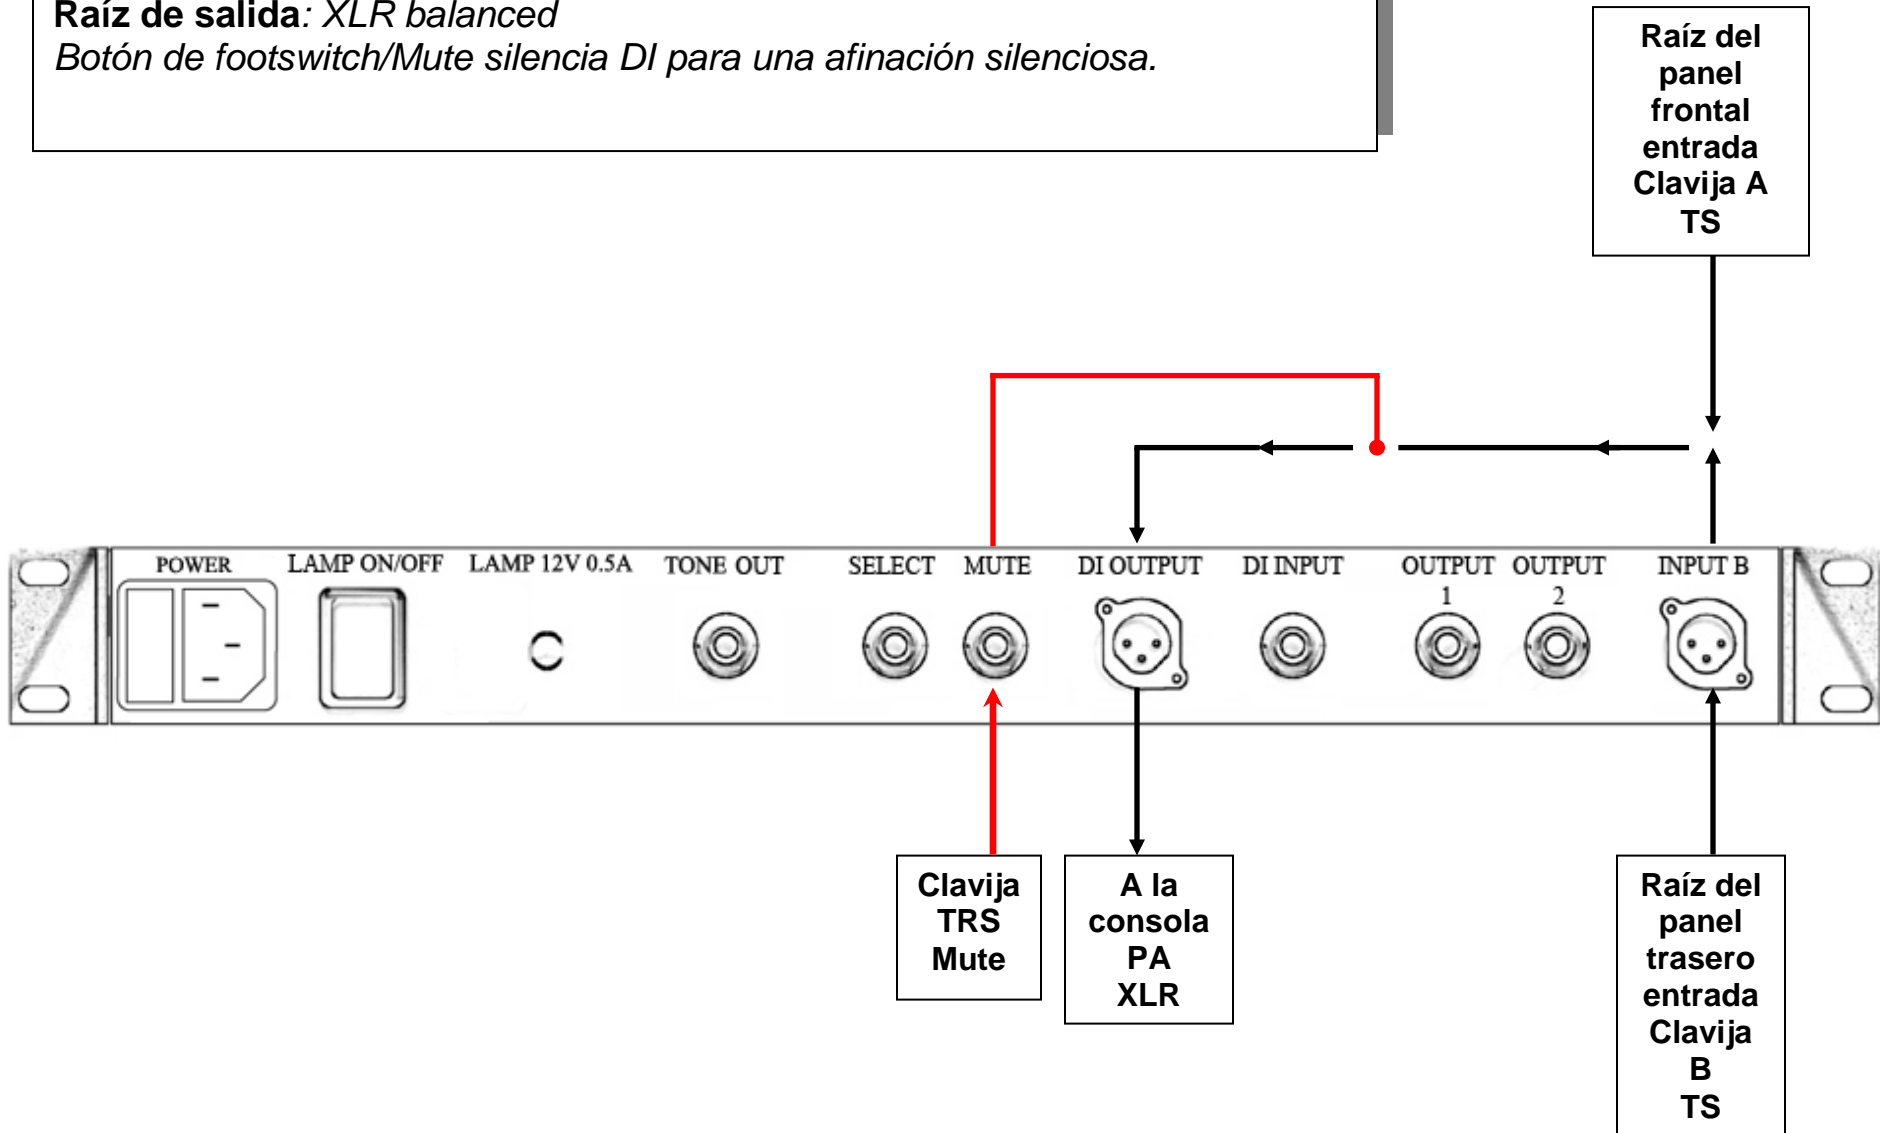 Raíz de salida: XLR balanced
Botón de footswitch/Mute silencia DI para una afinación silenciosa.
Raíz del
panel
frontal
entrada
Clavija A
TS
POWER
LAMP ON/OFF
LAMP 12V 0.5A
TONE OUT
SELECT
MUTE
DI OUTPUT
DI INPUT
OUTPUT
1
OUTPUT
2
INPUT B
Clavija
TRS
Mute
A la
consola
PA
XLR
Raíz del
panel
trasero
entrada
Clavija
B
TS